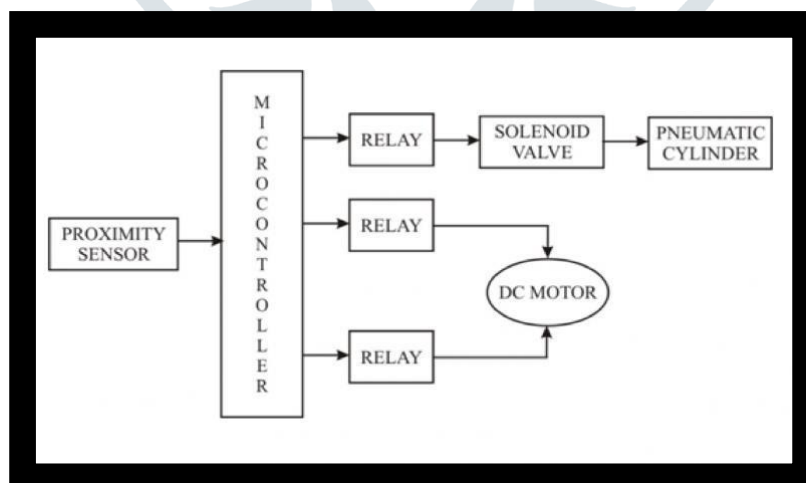 PROXIMITY
SENSOR
M
I
C
R
O
C
O
N
T
R
O
L
L
E
R
RELAY
SOLENOID
VALVE
PNEUMATIC
CYLINDER
RELAY
DC MOTOR
RELAY